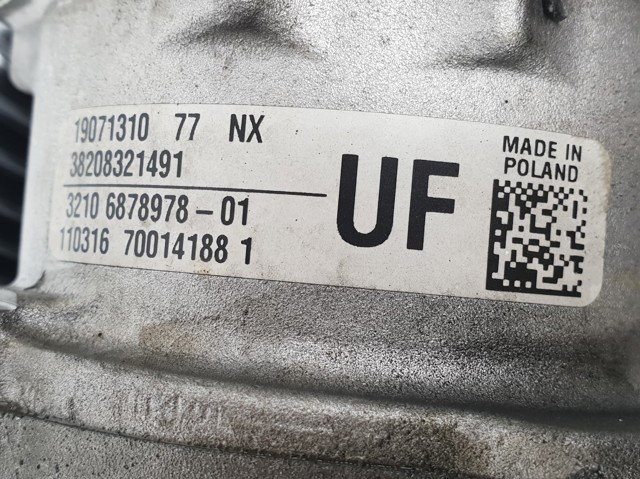 19071310 77 NX
38208321491
3210 6878978-01
110316 70014188 1
UF
MADE IN
POLAND